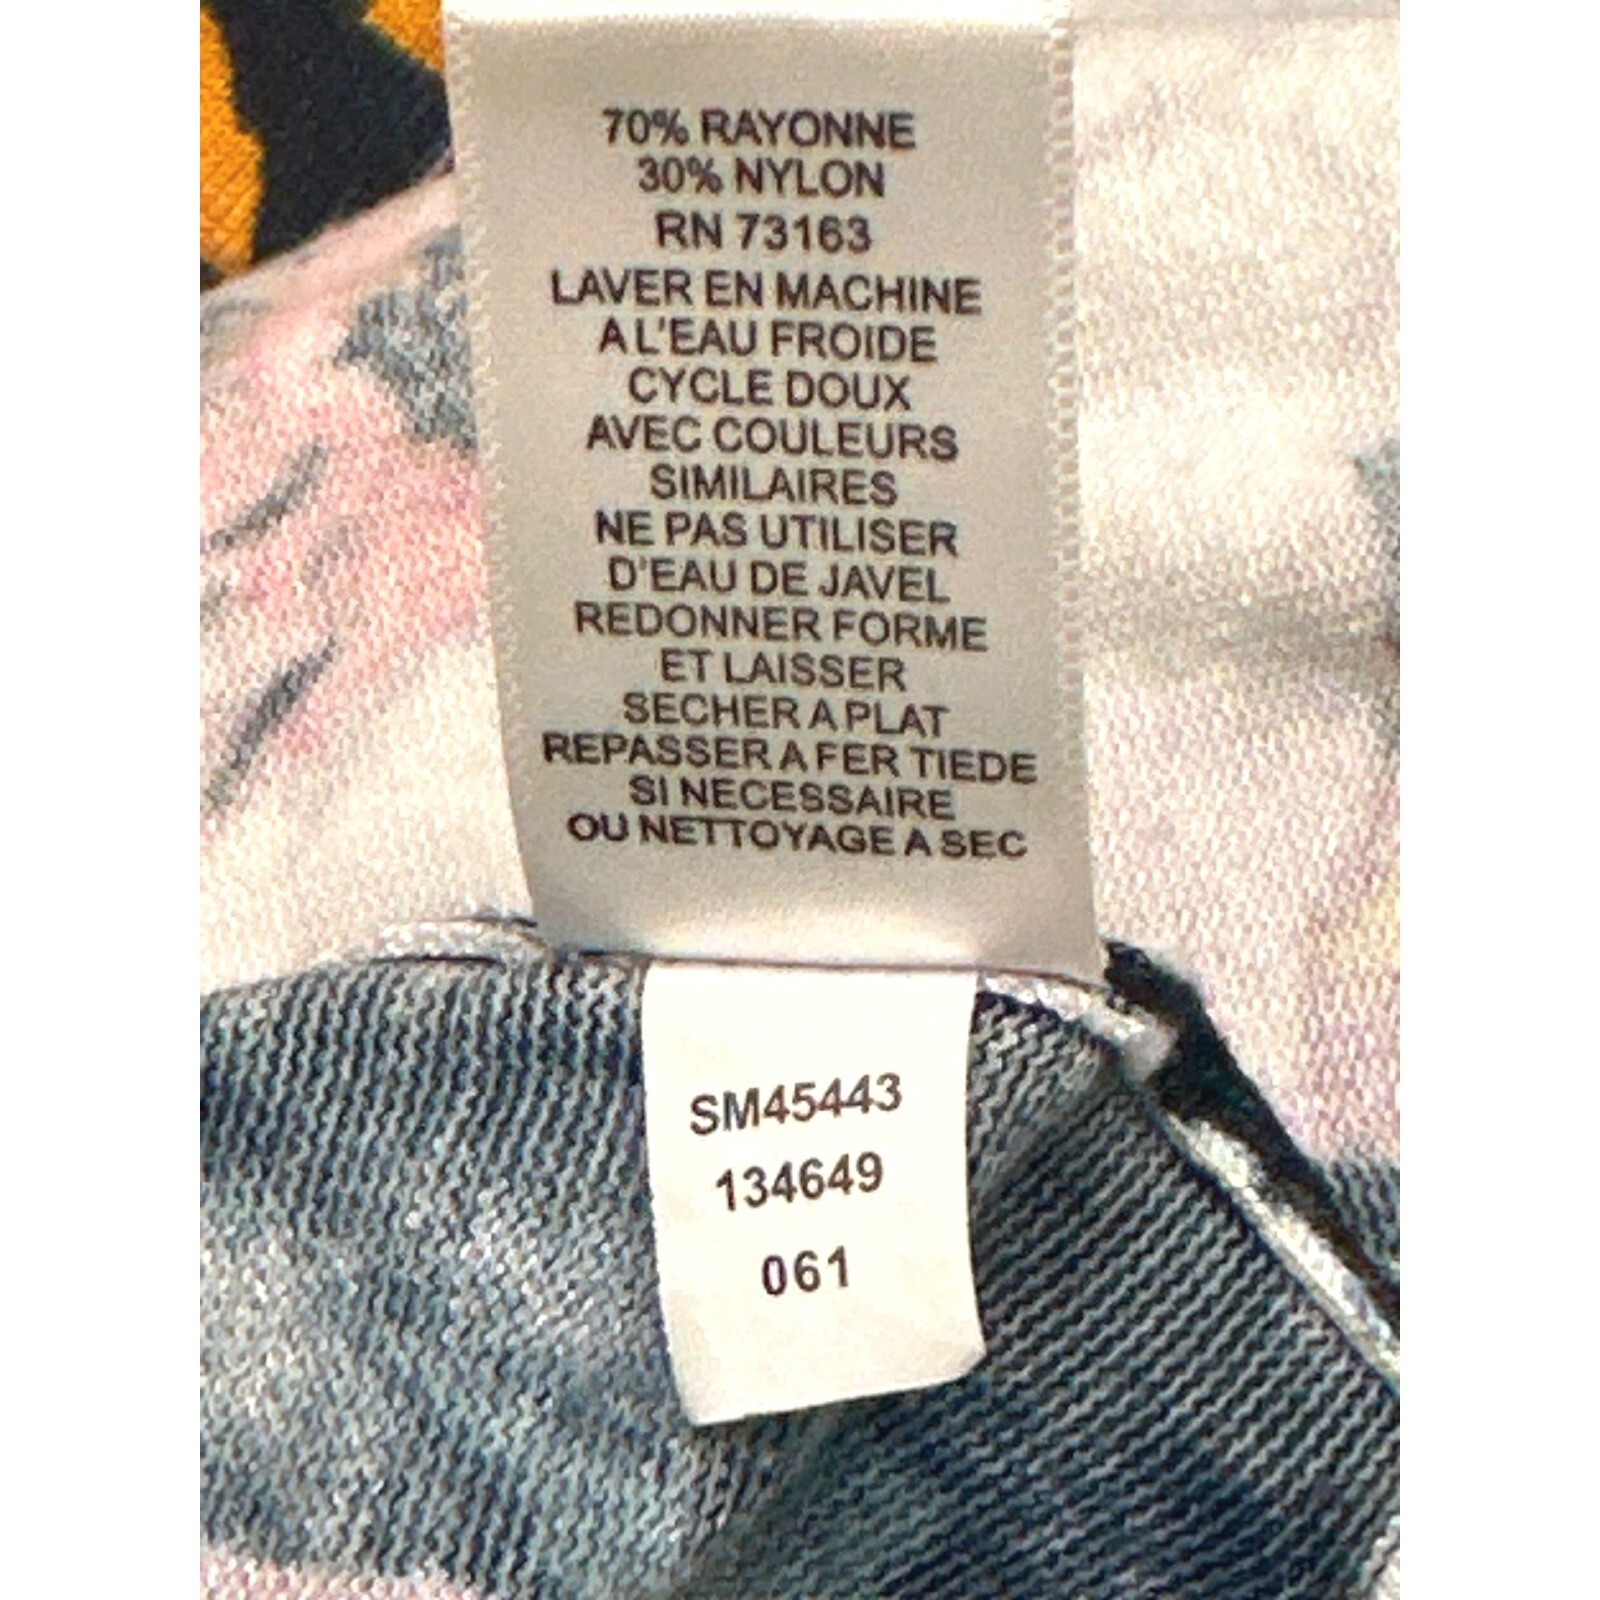 70% RAYONNE
30% NYLON
RN 73163
LAVER EN MACHINE
A L'EAU FROIDE
CYCLE DOUX
AVEC COULEURS
SIMILAIRES
NE PAS UTILISER
D'EAU DE JAVEL
REDONNER FORME
ET LAISSER
SECHER A PLAT
REPASSER A FER TIEDE
SI NECESSAIRE
OU NETTOYAGE A SEC
SM45443
134649
061